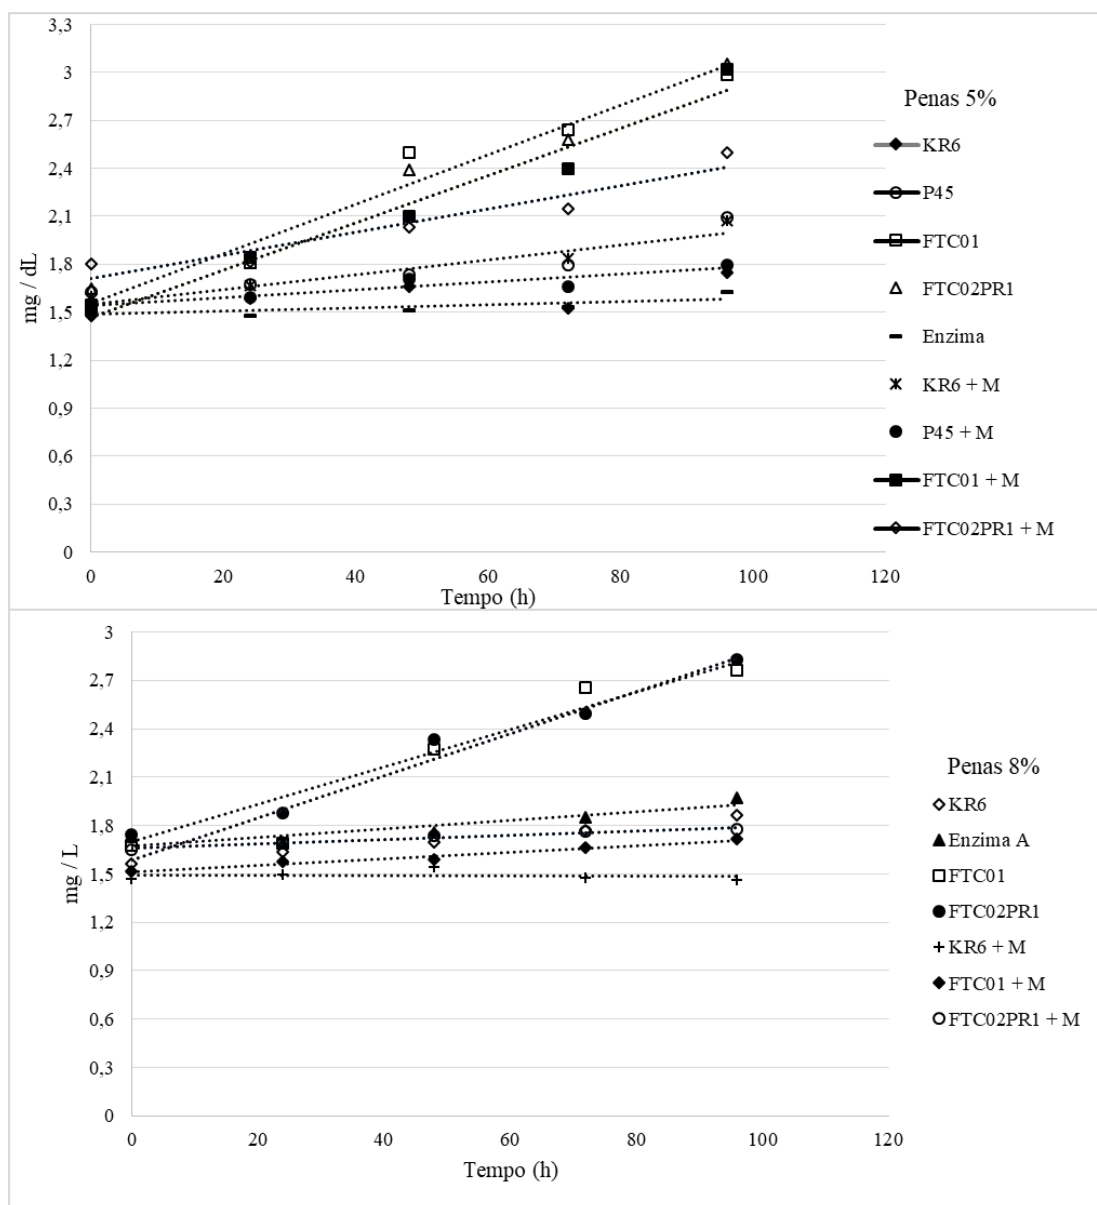 3,3
3
2,7
2,4
2,1
1,8
1,5
1,2
0,9
0,6
0,3
0
mg / dL
0 20 40 60 80 100 120
Tempo (h)
Penas 5%
KR6
P45
FTC01
FTC02PR1
Enzima
KR6 + M
P45 + M
FTC01 + M
FTC02PR1 + M
3
2,7
2,4
2,1
1,8
1,5
1,2
0,9
0,6
0,3
0
mg / L
0 20 40 60 80 100 120
Tempo (h)
Penas 8%
KR6
Enzima A
FTC01
FTC02PR1
KR6 + M
FTC01 + M
FTC02PR1 + M